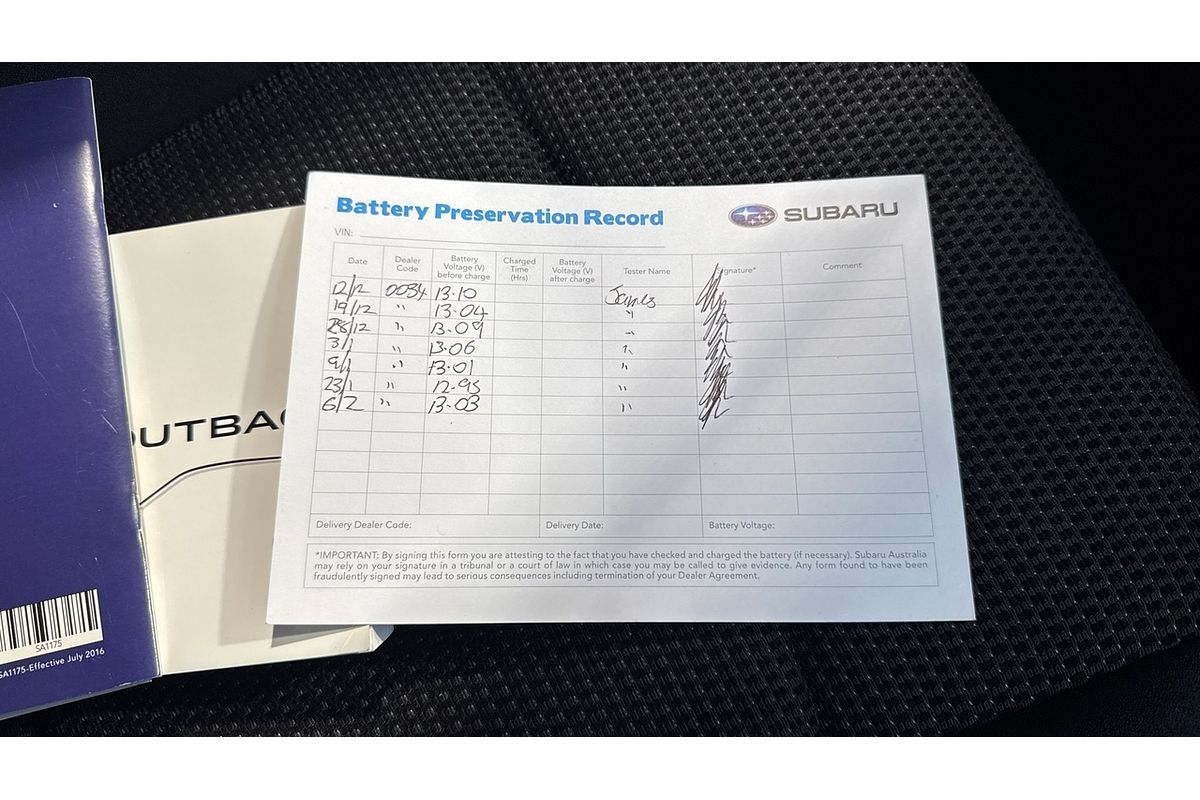 Battery Preservation Record
SUBARU
VIN:
Date Dealer Code Battery Voltage (V) before charge Charged Time (Hrs) Battery Voltage (V) after charge Tester Name Signature* Comment
12/12 0034 13.10 James
19/12 " 13.04 "
28/12 " 13.09 "
3/1 " 13.06 "
9/1 " 13.01 "
23/1 " 12.95 "
6/2 " 13.03 "
Delivery Dealer Code: Delivery Date: Battery Voltage:
*IMPORTANT: By signing this form you are attesting to the fact that you have checked and charged the battery (if necessary). Subaru Australia
may rely on your signature in a tribunal or a court of law in which case you may be called to give evidence. Any form found to have been
fraudulently signed may lead to serious consequences including termination of your Dealer Agreement.
OUTBAC
SA1175
SA1175-Effective July 2016